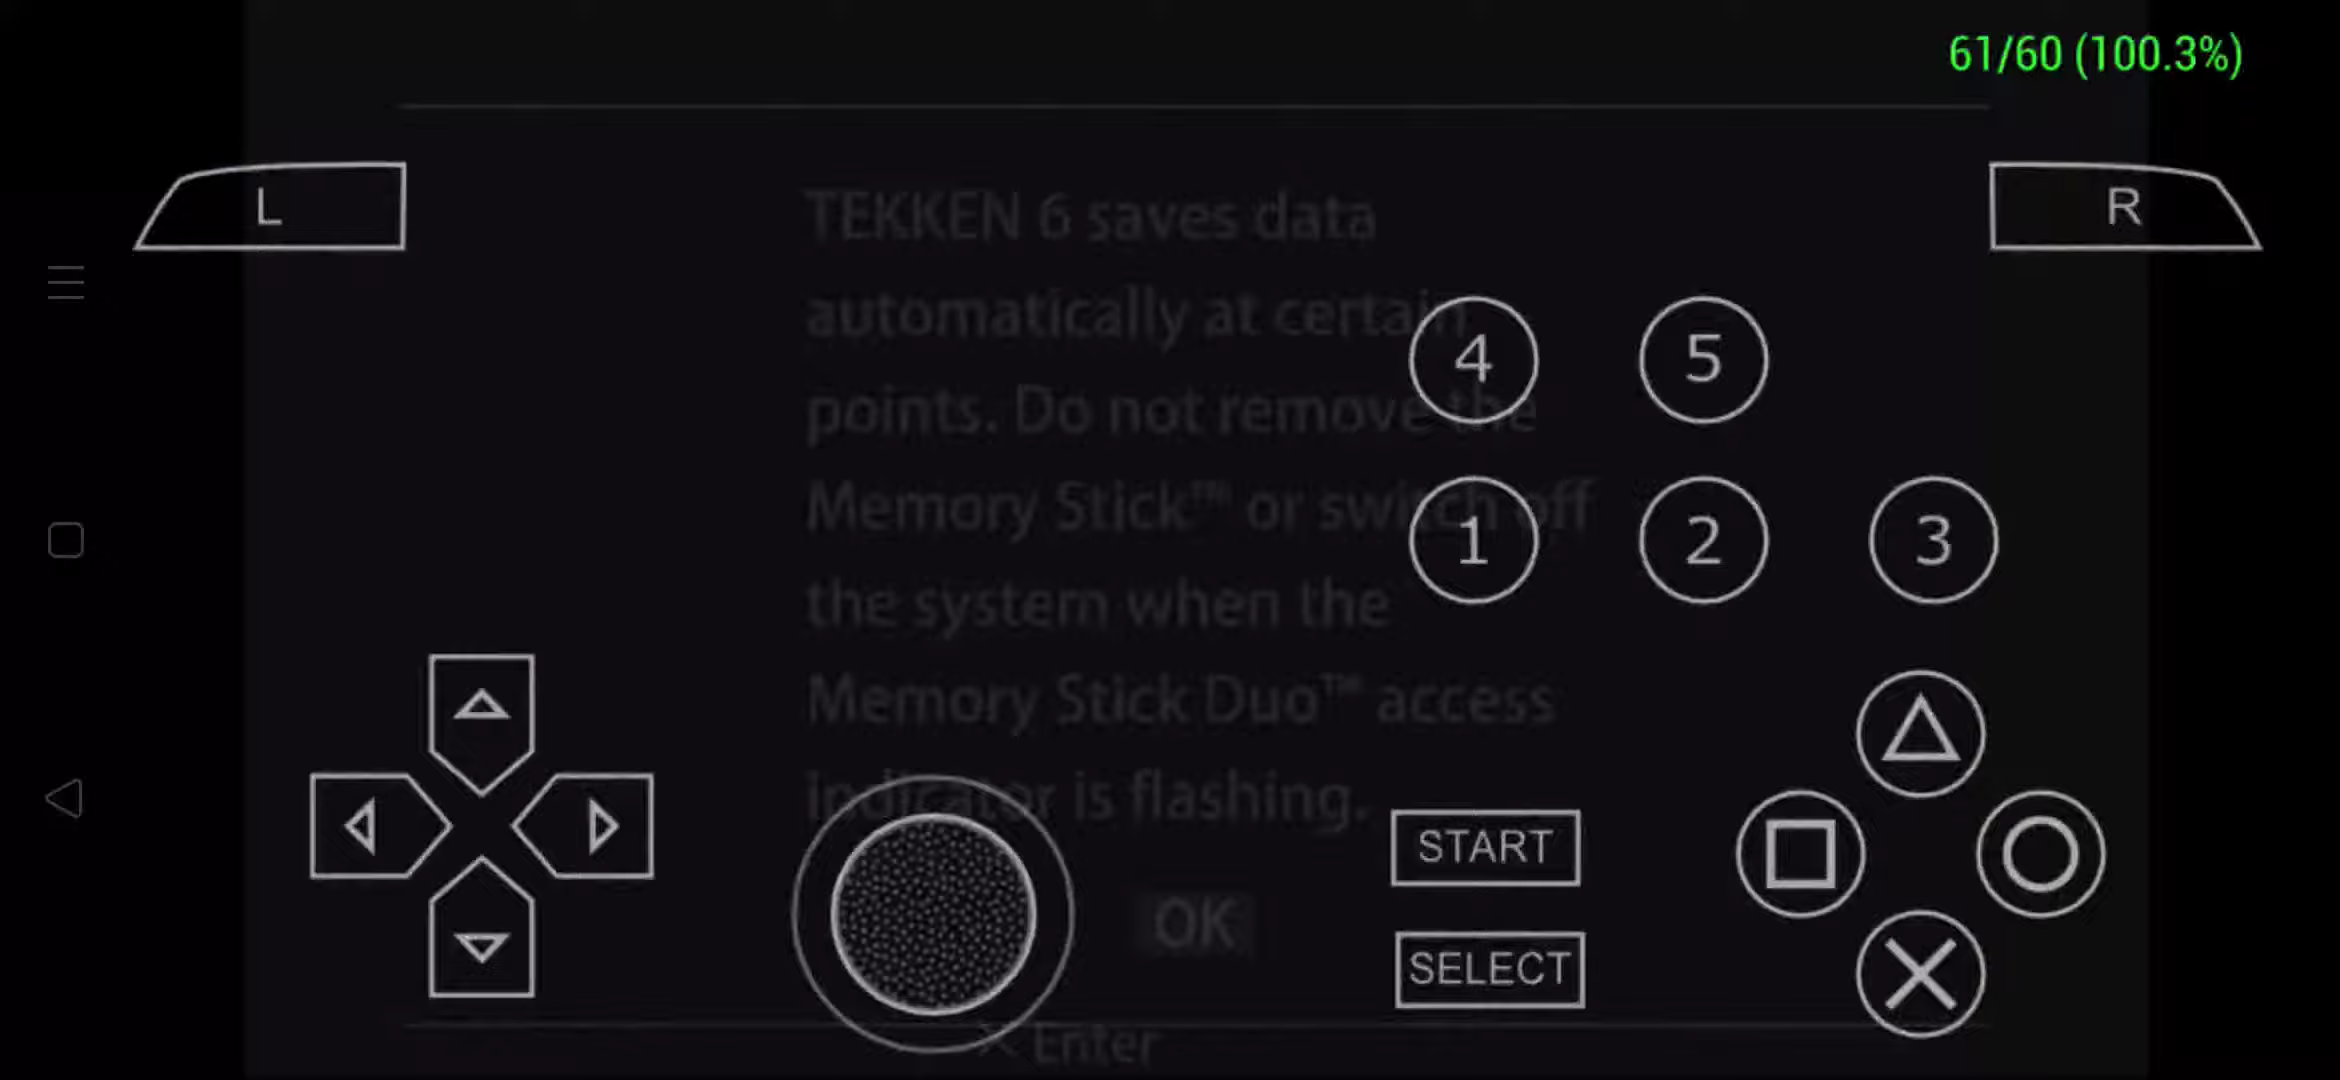 61/60 (100.3%)
L
R
TEKKEN 6 saves data
automatically at certain
points. Do not remove the
Memory Stick™ or switch off
the system when the
Memory Stick Duo™ access
indicator is flashing.
4 5
1 2 3
START
OK
SELECT
✕ Enter